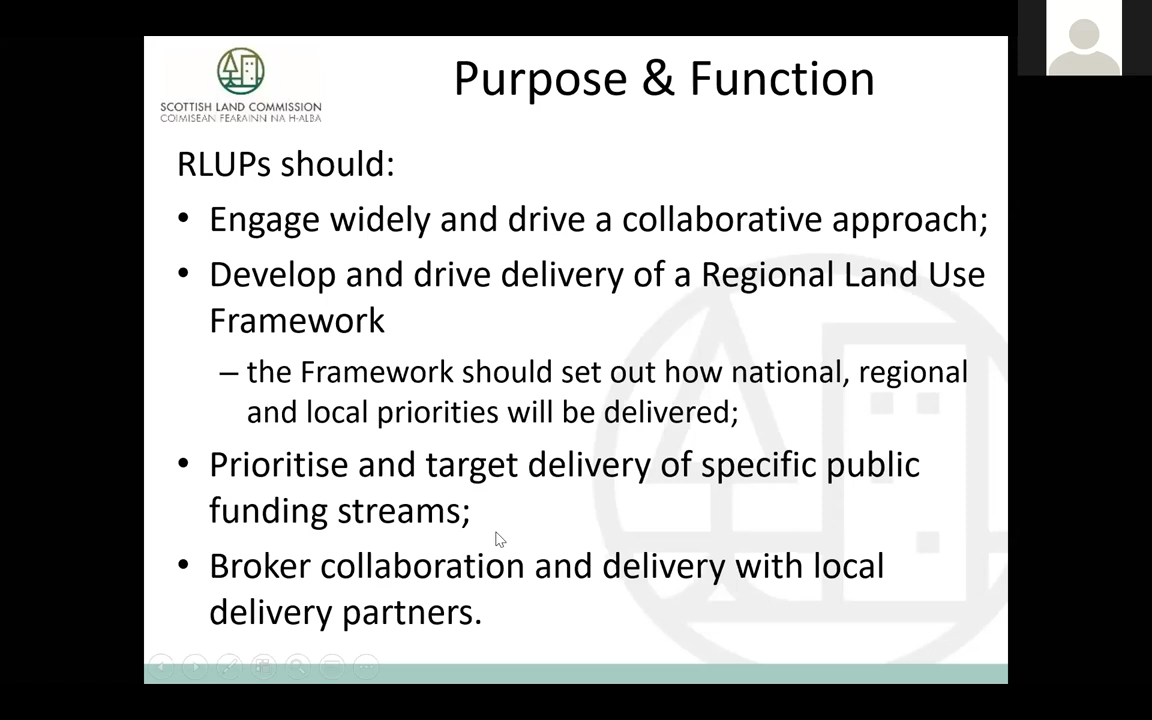 SCOTTISH LAND COMMISSION
COIMISEAN FEARAINN NA H-ALBA
Purpose & Function
RLUPs should:
• Engage widely and drive a collaborative approach;
• Develop and drive delivery of a Regional Land Use
Framework
– the Framework should set out how national, regional
and local priorities will be delivered;
• Prioritise and target delivery of specific public
funding streams;
• Broker collaboration and delivery with local
delivery partners.